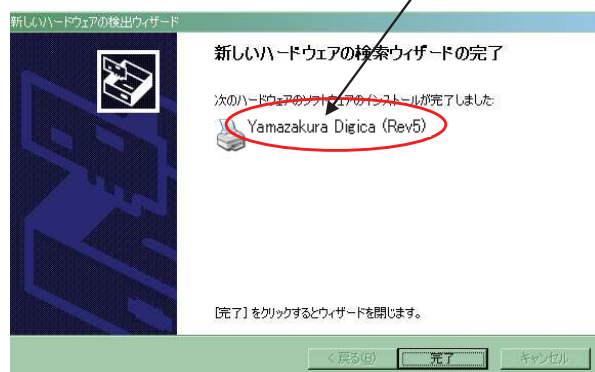 新しいハードウェアの検出ウィザード
新しいハードウェアの検索ウィザードの完了
次のハードウェアのソフトウェアのインストールが完了しました:
Yamazakura Digica (Rev5)
[完了] をクリックするとウィザードを閉じます。
< 戻る(B)
完了
キャンセル